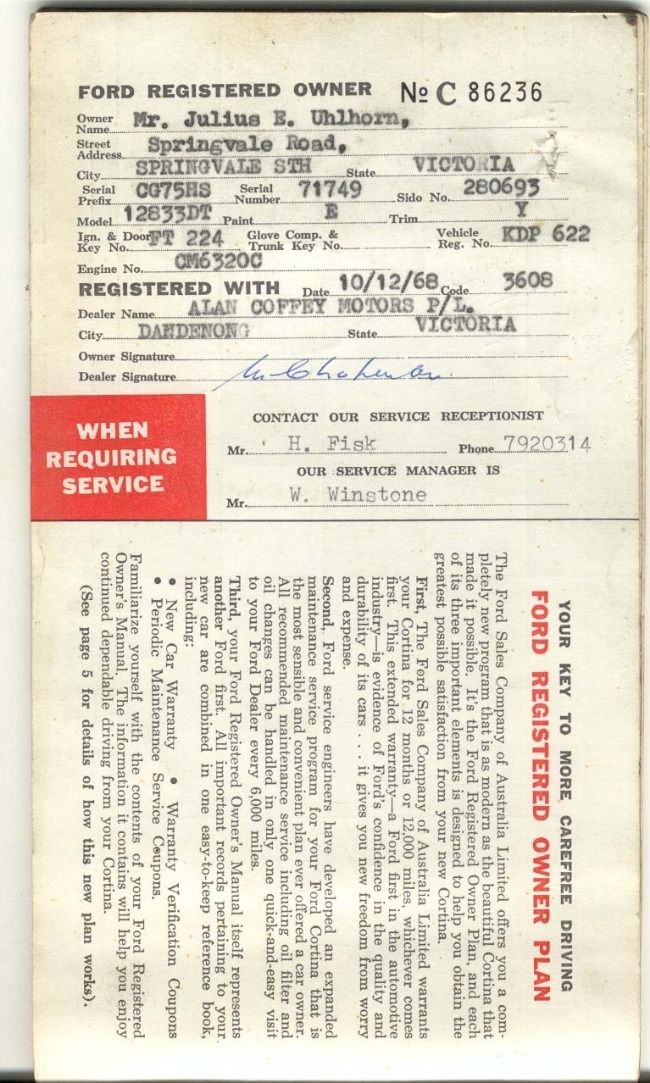 FORD REGISTERED OWNER № C 86236
Owner Name Mr. Julius E. Uhlhorn,
Street Address Springvale Road,
City SPRINGVALE STH State VICTORIA
Serial Prefix CG75HS Serial Number 71749 Sido No. 280693
Model 12833DT Paint E Trim Y
Ign. & Door Key No. FT 224 Glove Comp. & Trunk Key No. Vehicle Reg. No. KDP 622
Engine No. CM6320C
REGISTERED WITH Date 10/12/68 Code 3608
Dealer Name ALAN COFFEY MOTORS P/L.
City DANDENONG State VICTORIA
Owner Signature
Dealer Signature
WHEN
REQUIRING
SERVICE
CONTACT OUR SERVICE RECEPTIONIST
Mr. H. Fisk Phone 7920314
OUR SERVICE MANAGER IS
Mr. W. Winstone
YOUR KEY TO MORE CAREFREE DRIVING
FORD REGISTERED OWNER PLAN
The Ford Sales Company of Australia Limited offers you a com-
pletely new program that is as modern as the beautiful Cortina that
made it possible. It's the Ford Registered Owner Plan, and each
of its three important elements is designed to help you obtain the
greatest possible satisfaction from your new Cortina.
First, The Ford Sales Company of Australia Limited warrants
your Cortina for 12 months or 12,000 miles, whichever comes
first. This extended warranty—a Ford first in the automotive
industry—is evidence of Ford's confidence in the quality and
durability of its cars . . . it gives you new freedom from worry
and expense.
Second, Ford service engineers have developed an expanded
maintenance service program for your Ford Cortina that is
the most sensible and convenient plan ever offered a car owner.
All recommended maintenance service including oil filter and
oil changes can be handled in only one quick-and-easy visit
to your Ford Dealer every 6,000 miles.
Third, your Ford Registered Owner's Manual itself represents
another Ford first. All important records pertaining to your
new car are combined in one easy-to-keep reference book,
including:
• New Car Warranty • Warranty Verification Coupons
• Periodic Maintenance Service Coupons.
Familiarize yourself with the contents of your Ford Registered
Owner's Manual. The information it contains will help you enjoy
continued dependable driving from your Cortina.
(See page 5 for details of how this new plan works).